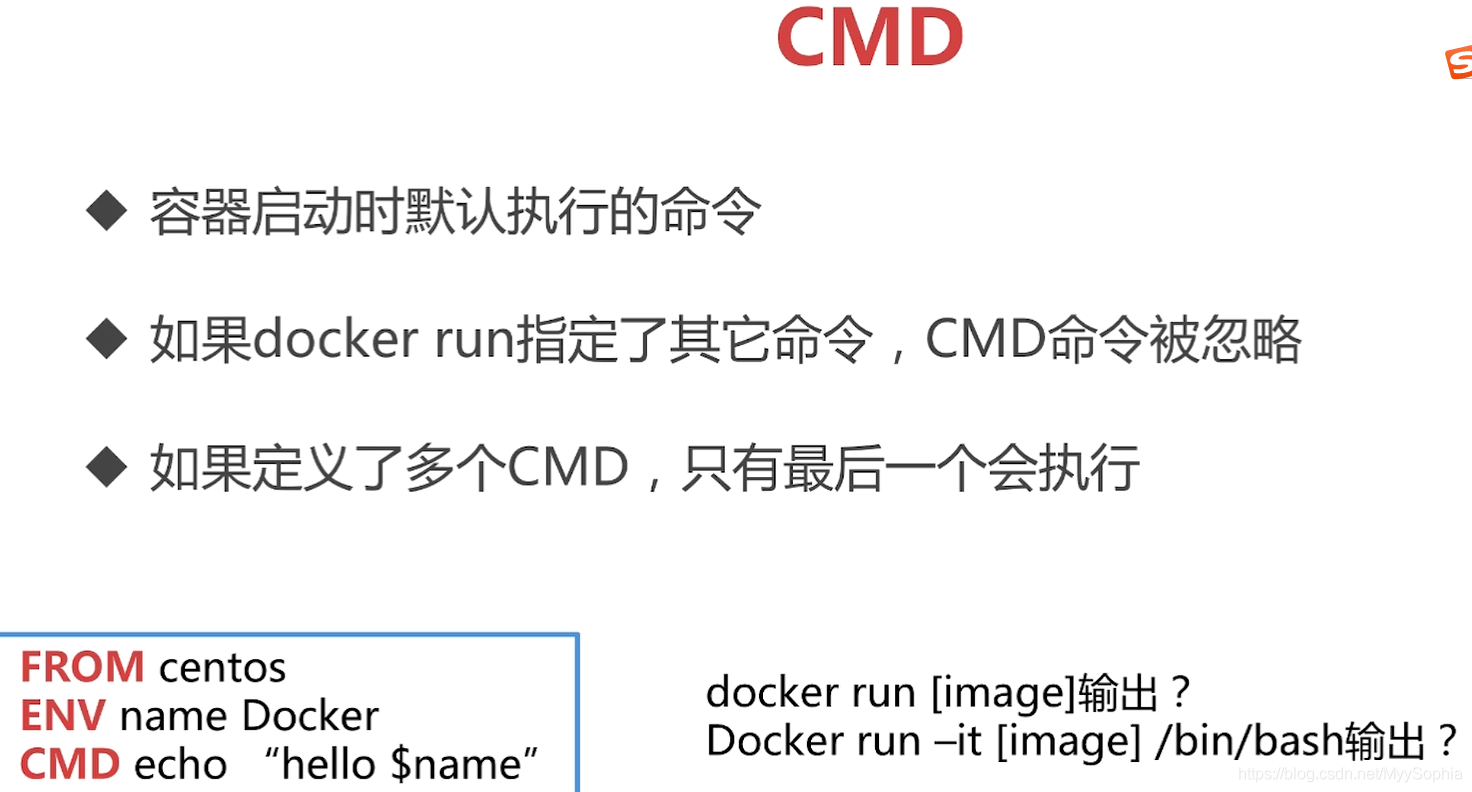 CMD
◆ 容器启动时默认执行的命令
◆ 如果docker run指定了其它命令，CMD命令被忽略
◆ 如果定义了多个CMD，只有最后一个会执行
FROM centos
ENV name Docker
CMD echo “hello $name”
docker run [image]输出？
Docker run –it [image] /bin/bash输出？
https://blog.csdn.net/MyySophia